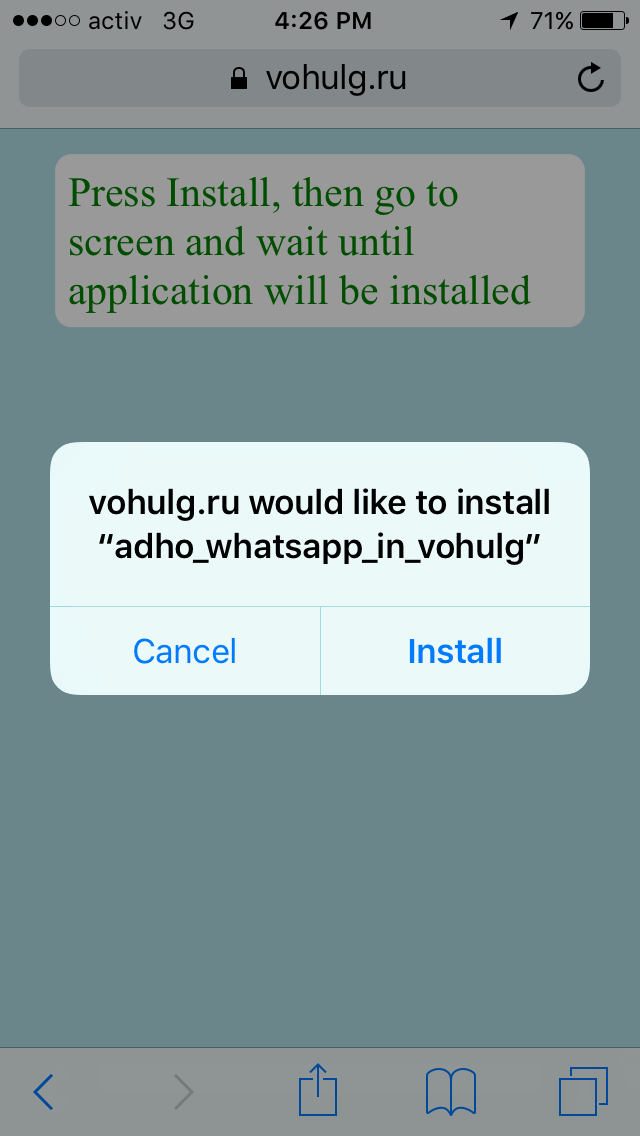 activ 3G 4:26 PM 71%
vohulg.ru
Press Install, then go to
screen and wait until
application will be installed
vohulg.ru would like to install
“adho_whatsapp_in_vohulg”
Cancel Install